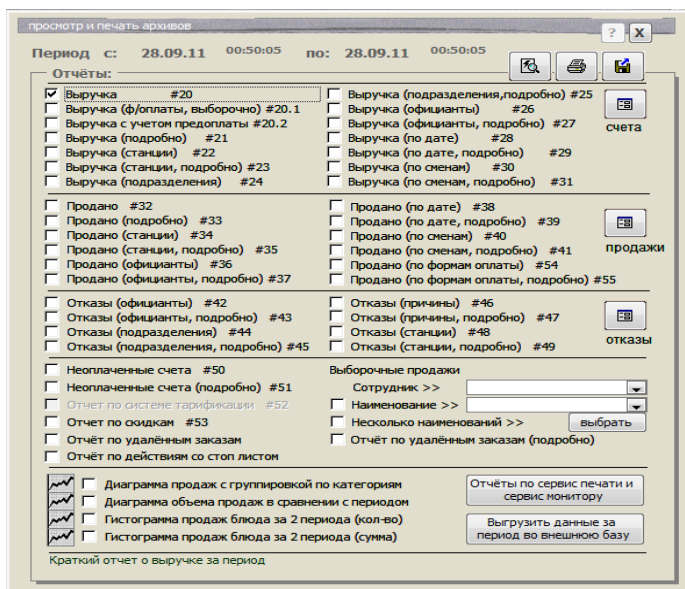 просмотр и печать архивов
? X
Период с: 28.09.11 00:50:05 по: 28.09.11 00:50:05
Отчёты:
Выручка #20
Выручка (ф/оплаты, выборочно) #20.1
Выручка с учетом предоплаты #20.2
Выручка (подробно) #21
Выручка (станции) #22
Выручка (станции, подробно) #23
Выручка (подразделения) #24
Выручка (подразделения,подробно) #25
Выручка (официанты) #26
Выручка (официанты, подробно) #27
Выручка (по дате) #28
Выручка (по дате, подробно) #29
Выручка (по сменам) #30
Выручка (по сменам, подробно) #31
счета
Продано #32
Продано (подробно) #33
Продано (станции) #34
Продано (станции, подробно) #35
Продано (официанты) #36
Продано (официанты, подробно) #37
Продано (по дате) #38
Продано (по дате, подробно) #39
Продано (по сменам) #40
Продано (по сменам, подробно) #41
Продано (по формам оплаты) #54
Продано (по формам оплаты, подробно) #55
продажи
Отказы (официанты) #42
Отказы (официанты, подробно) #43
Отказы (подразделения) #44
Отказы (подразделения, подробно) #45
Отказы (причины) #46
Отказы (причины, подробно) #47
Отказы (станции) #48
Отказы (станции, подробно) #49
отказы
Неоплаченные счета #50
Неоплаченные счета (подробно) #51
Отчет по системе тарификации #52
Отчет по скидкам #53
Отчёт по удалённым заказам
Отчёт по действиям со стоп листом
Выборочные продажи
Сотрудник >>
Наименование >>
Несколько наименований >>
выбрать
Отчёт по удалённым заказам (подробно)
Диаграмма продаж с группировкой по категориям
Диаграмма объема продаж в сравнении с периодом
Гистограмма продаж блюда за 2 периода (кол-во)
Гистограмма продаж блюда за 2 периода (сумма)
Отчёты по сервис печати и
сервис монитору
Выгрузить данные за
период во внешнюю базу
Краткий отчет о выручке за период